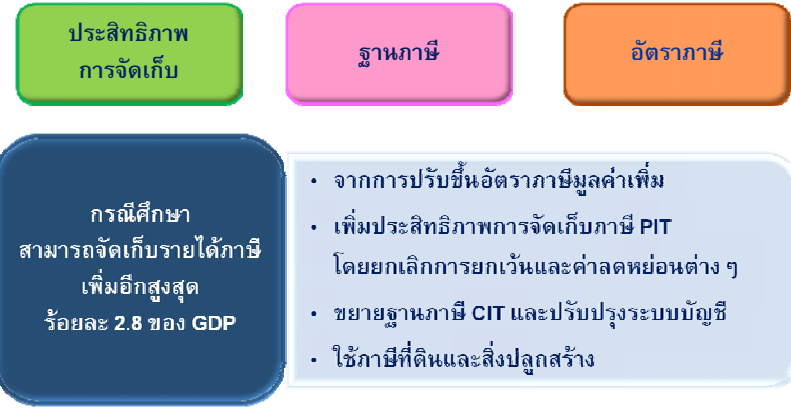 ประสิทธิภาพ
การจัดเก็บ
ฐานภาษี
อัตราภาษี
กรณีศึกษา
สามารถจัดเก็บรายได้ภาษี
เพิ่มอีกสูงสุด
ร้อยละ 2.8 ของ GDP
• จากการปรับขึ้นอัตราภาษีมูลค่าเพิ่ม
• เพิ่มประสิทธิภาพการจัดเก็บภาษี PIT
โดยยกเลิกการยกเว้นและค่าลดหย่อนต่าง ๆ
• ขยายฐานภาษี CIT และปรับปรุงระบบบัญชี
• ใช้ภาษีที่ดินและสิ่งปลูกสร้าง